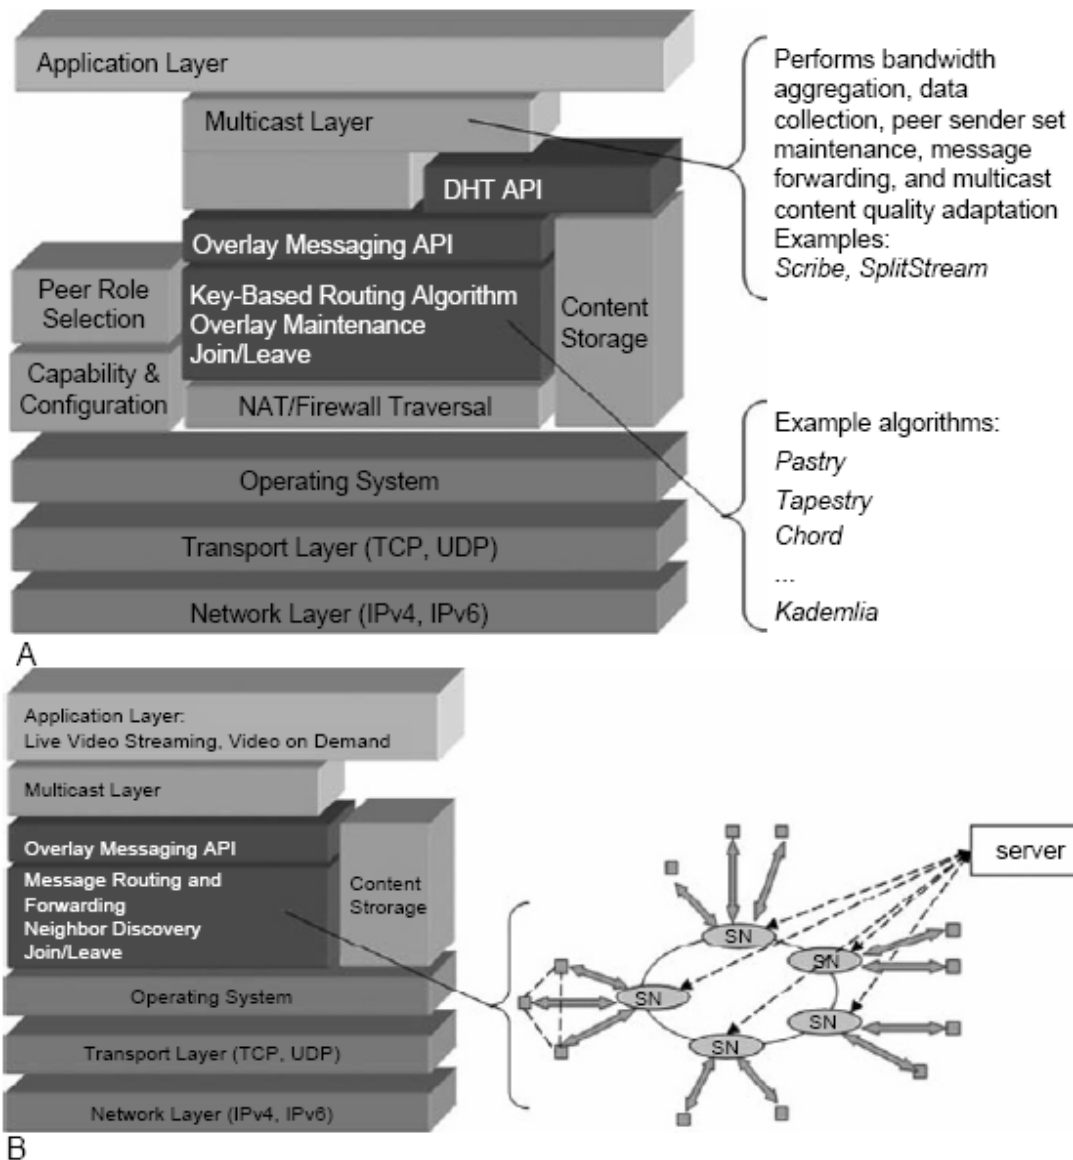 Application Layer
Multicast Layer
DHT API
Overlay Messaging API
Peer Role
Selection
Key-Based Routing Algorithm
Overlay Maintenance
Join/Leave
Content
Storage
Capability &
Configuration
NAT/Firewall Traversal
Operating System
Transport Layer (TCP, UDP)
Network Layer (IPv4, IPv6)
Performs bandwidth
aggregation, data
collection, peer sender set
maintenance, message
forwarding, and multicast
content quality adaptation
Examples:
Scribe, SplitStream
Example algorithms:
Pastry
Tapestry
Chord
...
Kademlia
A
Application Layer:
Live Video Streaming, Video on Demand
Multicast Layer
Overlay Messaging API
Message Routing and
Forwarding
Neighbor Discovery
Join/Leave
Content
Strorage
Operating System
Transport Layer (TCP, UDP)
Network Layer (IPv4, IPv6)
server
SN
SN
SN
SN
SN
B